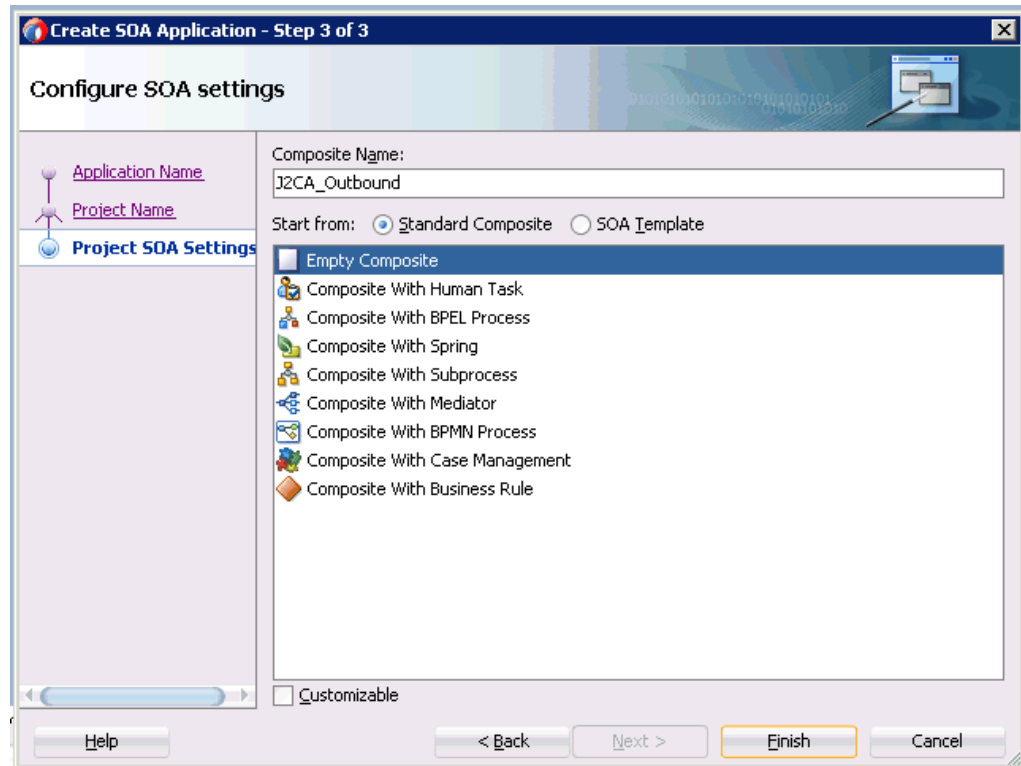 Create SOA Application - Step 3 of 3
Configure SOA settings
Application Name
Project Name
Project SOA Settings
Composite Name:
J2CA_Outbound
Start from: Standard Composite SOA Template
Empty Composite
Composite With Human Task
Composite With BPEL Process
Composite With Spring
Composite With Subprocess
Composite With Mediator
Composite With BPMN Process
Composite With Case Management
Composite With Business Rule
Customizable
Help < Back Next > Finish Cancel